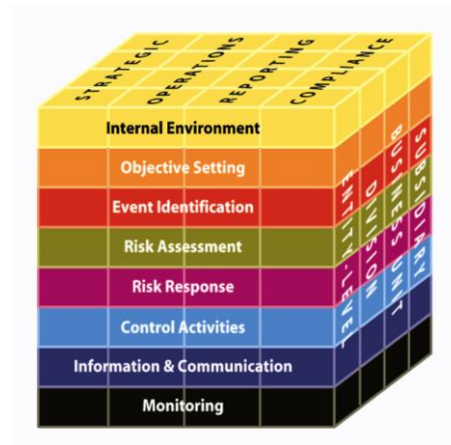 STRATEGIC
OPERATIONS
REPORTING
COMPLIANCE
Internal Environment
Objective Setting
Event Identification
Risk Assessment
Risk Response
Control Activities
Information & Communication
Monitoring
ENTITY-LEVEL
DIVISION
BUSINESS UNIT
SUBSIDIARY